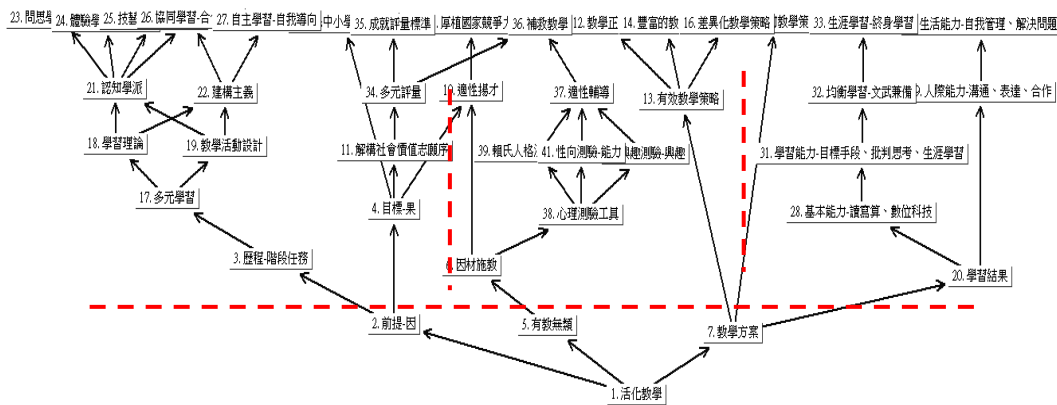 23. 問思學
24. 體驗學
25. 技藝
26. 協同學習-合
27. 自主學習-自我導向
中小學
35. 成就評量標準
厚植國家競爭力
36. 補救教學
12. 教學正
14. 豐富的教
16. 差異化教學策略
教學策
33. 生涯學習-終身學習
生活能力-自我管理、解決問題
21. 認知學派
22. 建構主義
34. 多元評量
10. 適性揚才
37. 適性輔導
13. 有效教學策略
32. 均衡學習-文武兼備
9. 人際能力-溝通、表達、合作
18. 學習理論
19. 教學活動設計
11. 解構社會價值志願序
39. 賴氏人格
41. 性向測驗-能力
興趣測驗-興趣
31. 學習能力-目標手段、批判思考、生涯學習
17. 多元學習
4. 目標-果
38. 心理測驗工具
28. 基本能力-讀寫算、數位科技
3. 歷程-階段任務
因材施教
20. 學習結果
2. 前提-因
5. 有教無類
7. 教學方案
1. 活化教學